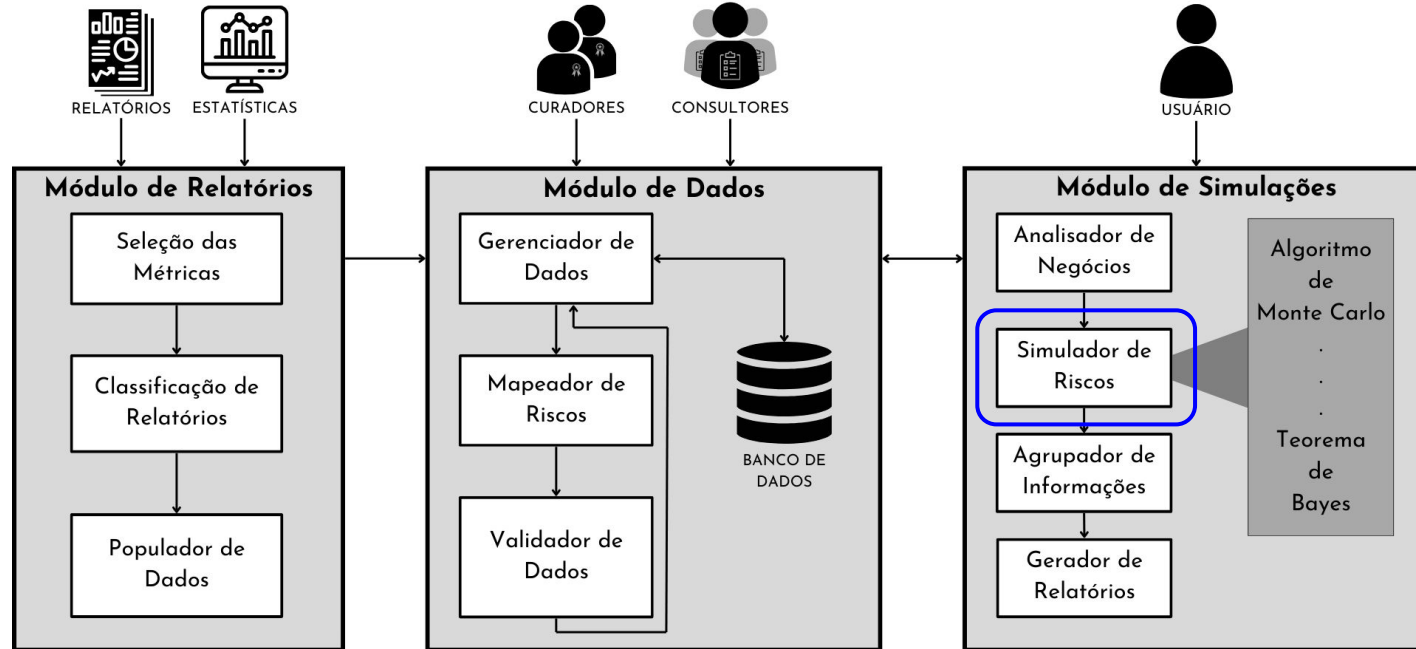 RELATÓRIOS
ESTATÍSTICAS
CURADORES
CONSULTORES
USUÁRIO
Módulo de Relatórios
Seleção das
Métricas
Classificação de
Relatórios
Populador de
Dados
Módulo de Dados
Gerenciador de
Dados
Mapeador de
Riscos
Validador de
Dados
BANCO DE
DADOS
Módulo de Simulações
Analisador de
Negócios
Simulador de
Riscos
Agrupador de
Informações
Gerador de
Relatórios
Algoritmo
de
Monte Carlo
.
.
.
Teorema
de
Bayes